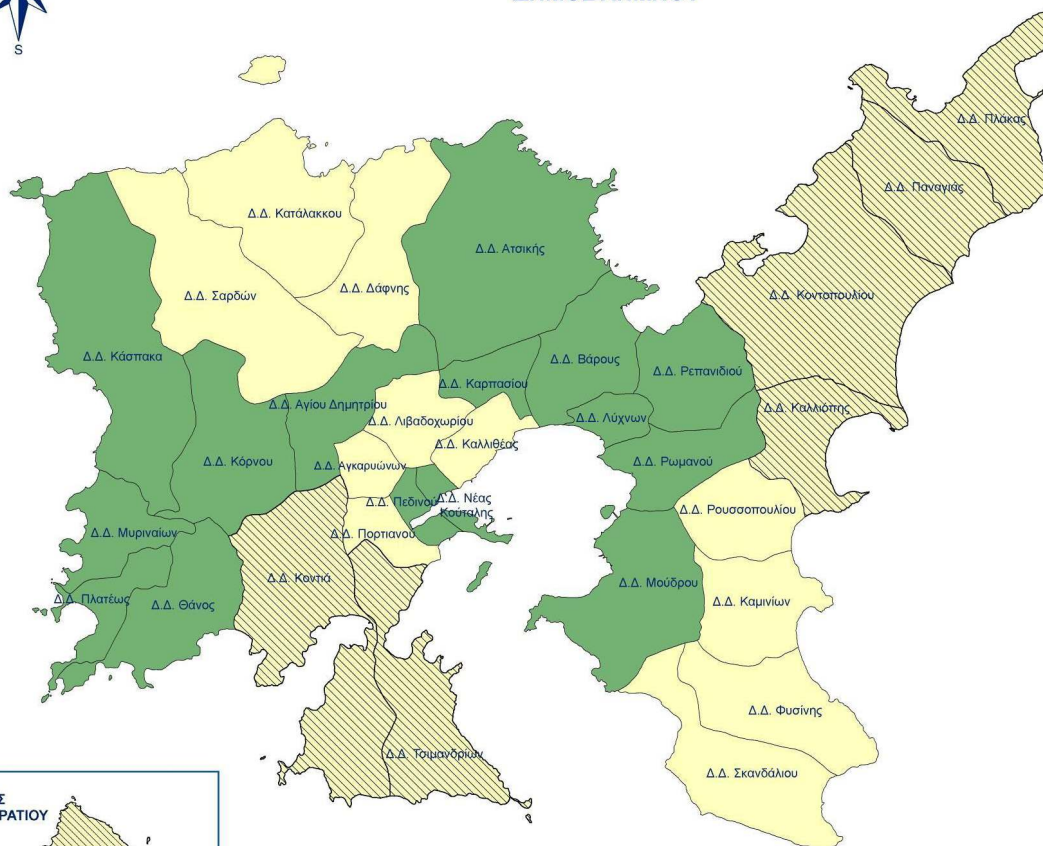 S
Δ.Δ. Πλάκας
Δ.Δ. Παναγιάς
Δ.Δ. Κατάλακκου
Δ.Δ. Ατσικής
Δ.Δ. Δάφνης
Δ.Δ. Σαρδών
Δ.Δ. Κοντοπουλίου
Δ.Δ. Κάσπακα
Δ.Δ. Βάρους
Δ.Δ. Ρεπανιδιού
Δ.Δ. Καρπασίου
Δ.Δ. Αγίου Δημητρίου
Δ.Δ. Καλλιόπης
Δ.Δ. Λιβαδοχωρίου
Δ.Δ. Λύχνων
Δ.Δ. Καλλιθέας
Δ.Δ. Κόρνου
Δ.Δ. Αγκαρυώνων
Δ.Δ. Ρωμανού
Δ.Δ. Πεδινού
Δ.Δ. Νέας
Κούταλης
Δ.Δ. Ρουσσοπουλίου
Δ.Δ. Μυριναίων
Δ.Δ. Πορτιανού
Δ.Δ. Κοντιά
Δ.Δ. Μούδρου
Δ.Δ. Πλατέως
Δ.Δ. Θάνος
Δ.Δ. Καμινίων
Δ.Δ. Φυσίνης
Δ.Δ. Τσιμανδρίων
Δ.Δ. Σκανδάλιου
Σ
ΡΑΤΙΟΥ